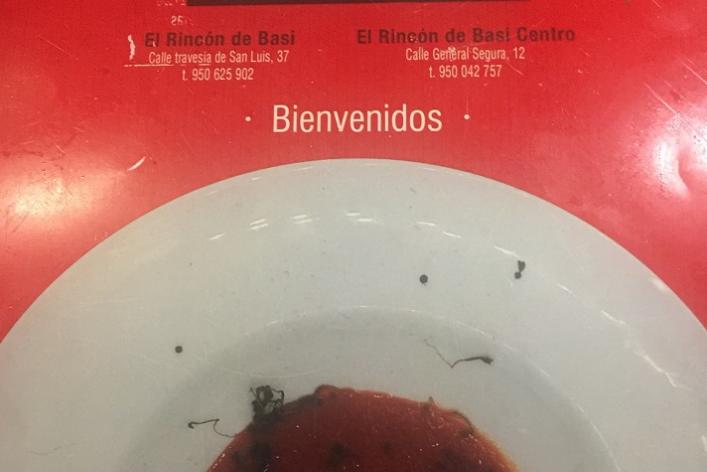 El Rincón de Basi
Calle travesia de San Luis, 37
t. 950 625 902
El Rincón de Basi Centro
Calle General Segura, 12
t. 950 042 757
· Bienvenidos ·